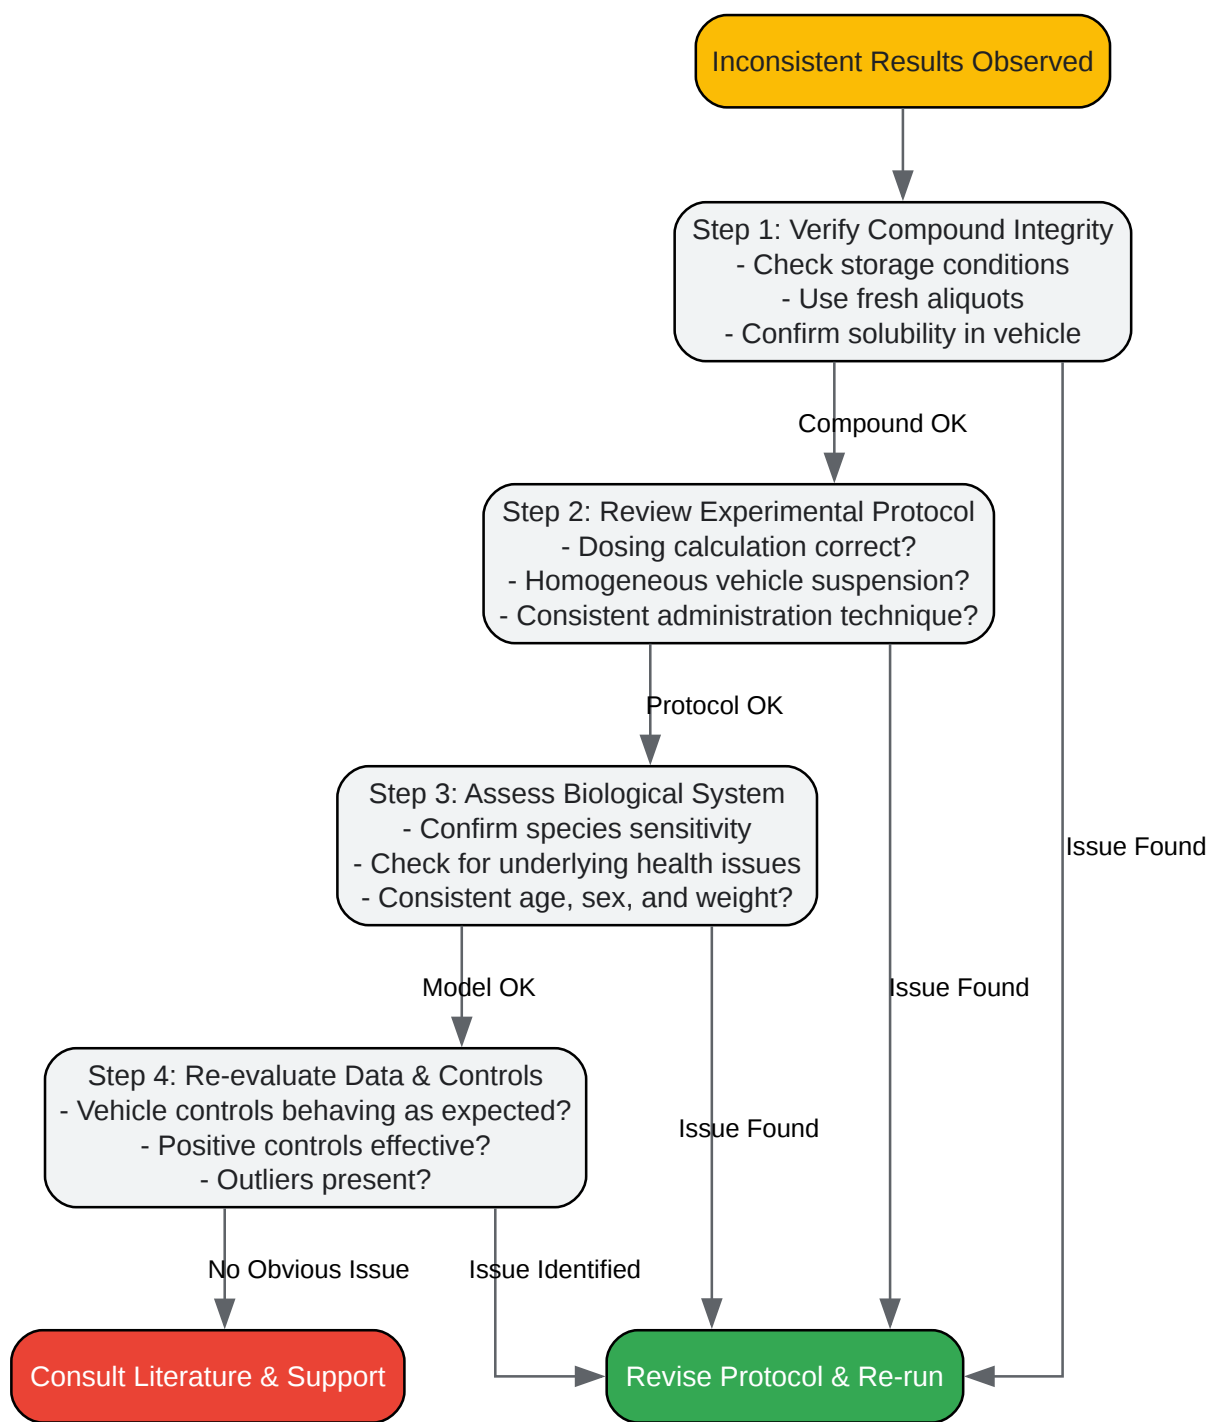 Inconsistent Results Observed
Step 1: Verify Compound Integrity
- Check storage conditions
- Use fresh aliquots
- Confirm solubility in vehicle
Compound OK
Step 2: Review Experimental Protocol
- Dosing calculation correct?
- Homogeneous vehicle suspension?
- Consistent administration technique?
Protocol OK
Step 3: Assess Biological System
- Confirm species sensitivity
- Check for underlying health issues
- Consistent age, sex, and weight?
Issue Found
Model OK
Issue Found
Step 4: Re-evaluate Data & Controls
- Vehicle controls behaving as expected?
- Positive controls effective?
- Outliers present?
Issue Found
No Obvious Issue
Issue Identified
Consult Literature & Support
Revise Protocol & Re-run